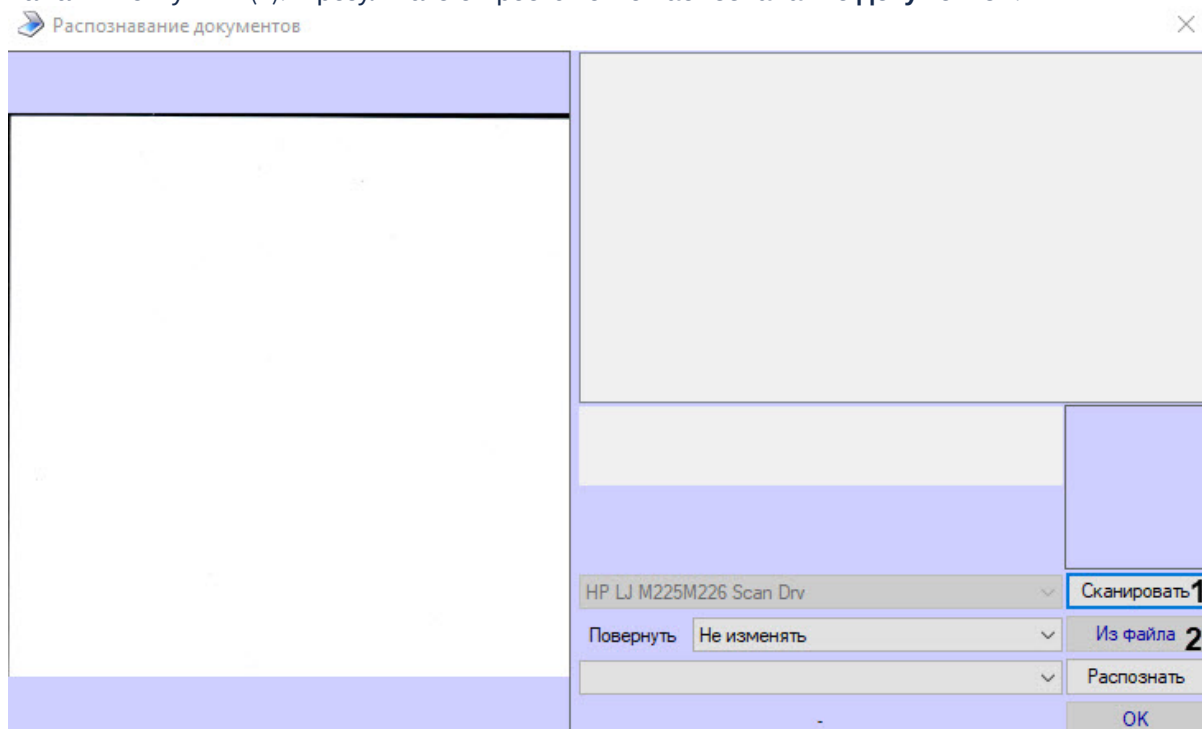 Распознавание документов
HP LJ M225M226 Scan Drv
Сканировать 1
Повернуть Не изменять
Из файла 2
Распознать
-
OK